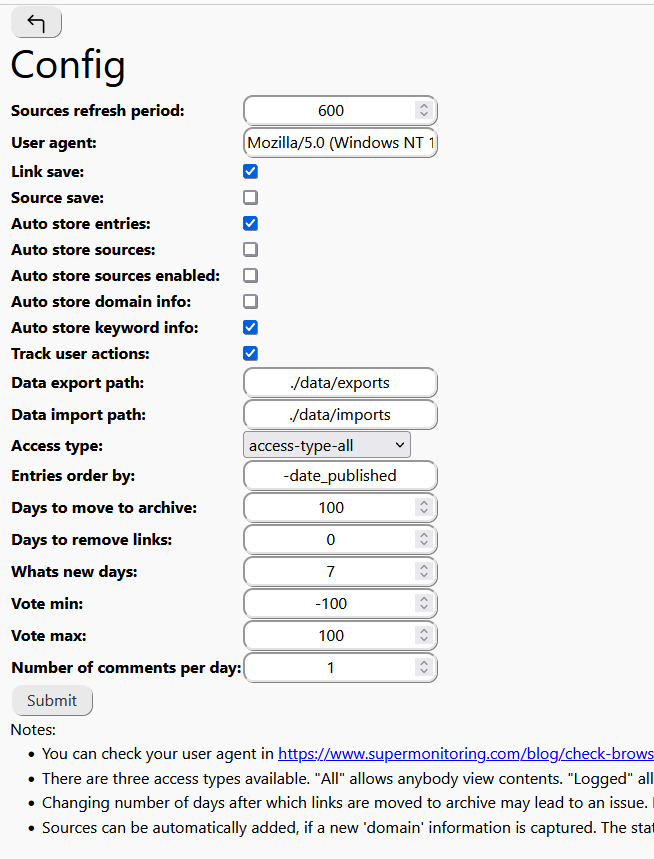 Config
Sources refresh period: 600
User agent: Mozilla/5.0 (Windows NT 1
Link save:
Source save:
Auto store entries:
Auto store sources:
Auto store sources enabled:
Auto store domain info:
Auto store keyword info:
Track user actions:
Data export path: ./data/exports
Data import path: ./data/imports
Access type: access-type-all
Entries order by: -date_published
Days to move to archive: 100
Days to remove links: 0
Whats new days: 7
Vote min: -100
Vote max: 100
Number of comments per day: 1
Submit
Notes:
• You can check your user agent in https://www.supermonitoring.com/blog/check-brows
• There are three access types available. "All" allows anybody view contents. "Logged" all
• Changing number of days after which links are moved to archive may lead to an issue.
• Sources can be automatically added, if a new 'domain' information is captured. The stat